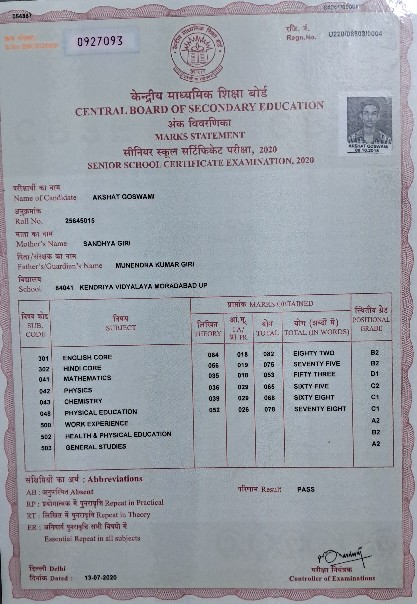 0927093
रजि. नं.
Regn.No.
केन्द्रीय माध्यमिक शिक्षा बोर्ड
CENTRAL BOARD OF SECONDARY EDUCATION
अंक विवरणिका
MARKS STATEMENT
सीनियर स्कूल सर्टिफिकेट परीक्षा, 2020
SENIOR SCHOOL CERTIFICATE EXAMINATION, 2020
AKSHAT GOSWAMI
परीक्षार्थी का नाम
Name of Candidate AKSHAT GOSWAMI
अनुक्रमांक
Roll No. 25645015
माता का नाम
Mother's Name SANDHYA GIRI
पिता/संरक्षक का नाम
Father's/Guardian's Name MUNENDRA KUMAR GIRI
विद्यालय
School 84041 KENDRIYA VIDYALAYA MORADABAD UP
प्राप्तांक MARKS OBTAINED
विषय कोड विषय लिखित योग योग (शब्दों में) स्थितीय ग्रेड
SUB. CODE SUBJECT THEORY TOTAL TOTAL (IN WORDS) POSITIONAL GRADE
301 ENGLISH CORE 064 018 082 EIGHTY TWO B2
302 HINDI CORE 056 019 075 SEVENTY FIVE B2
041 MATHEMATICS 035 018 053 FIFTY THREE D1
042 PHYSICS 036 029 065 SIXTY FIVE C2
043 CHEMISTRY 039 029 068 SIXTY EIGHT C1
048 PHYSICAL EDUCATION 052 026 078 SEVENTY EIGHT C1
500 WORK EXPERIENCE A2
502 HEALTH & PHYSICAL EDUCATION B2
503 GENERAL STUDIES A2
संक्षिप्तियों का अर्थ : Abbreviations
परिणाम Result PASS
AB : अनुपस्थित Absent
RP : प्रयोगात्मक में पुनरावृत्ति Repeat in Practical
RT : लिखित में पुनरावृत्ति Repeat in Theory
ER : अनिवार्य पुनरावृत्ति सभी विषयों में
Essential Repeat in all subjects
दिल्ली Delhi
दिनांक Dated : 13-07-2020
परीक्षा नियंत्रक
Controller of Examinations